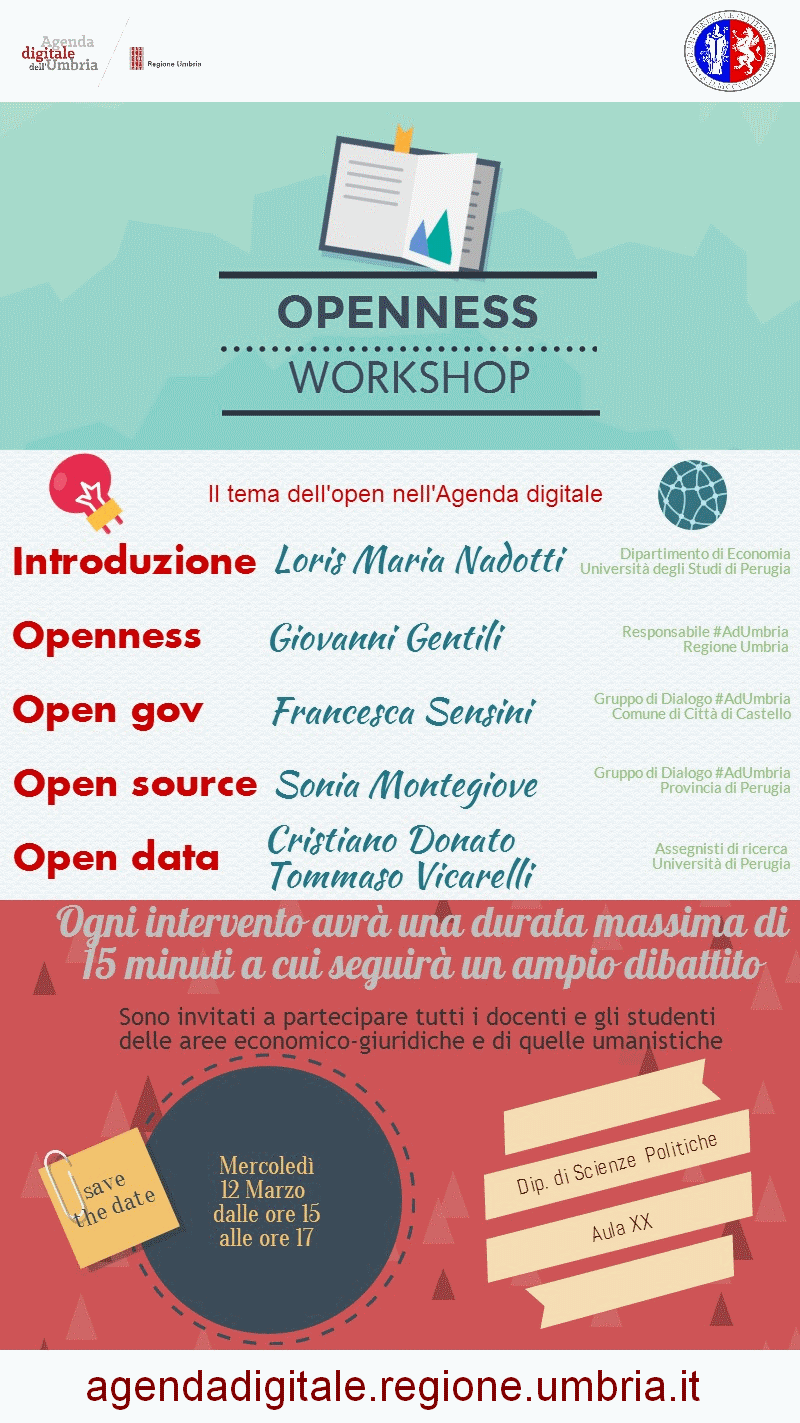 Agenda
digitale
dell'Umbria
Regione Umbria
OPENNESS
WORKSHOP
Il tema dell'open nell'Agenda digitale
Introduzione Loris Maria Nadotti Dipartimento di Economia
Università degli Studi di Perugia
Openness Giovanni Gentili Responsabile #AdUmbria
Regione Umbria
Open gov Francesca Sensini Gruppo di Dialogo #AdUmbria
Comune di Città di Castello
Open source Sonia Montegiove Gruppo di Dialogo #AdUmbria
Provincia di Perugia
Open data Cristiano Donato
Tommaso Vicarelli
Assegnisti di ricerca
Università di Perugia
Ogni intervento avrà una durata massima di
15 minuti a cui seguirà un ampio dibattito
Sono invitati a partecipare tutti i docenti e gli studenti
delle aree economico-giuridiche e di quelle umanistiche
save
the date
Mercoledì
12 Marzo
dalle ore 15
alle ore 17
Dip. di Scienze Politiche
Aula XX
agendadigitale.regione.umbria.it